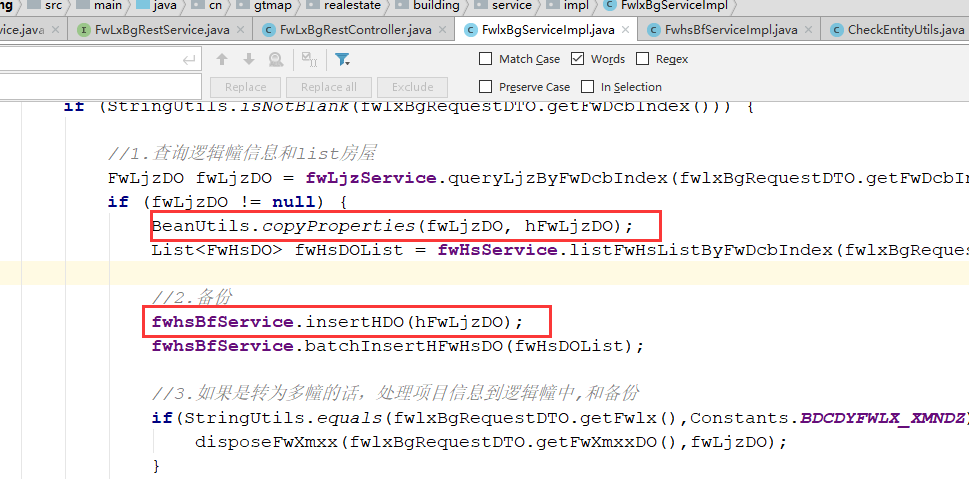 ng src main java cn gtmap realestate building service impl FwlxBgServiceImpl
vice.java FwLxBgRestService.java FwLxBgRestController.java FwlxBgServiceImpl.java FwhsBfServiceImpl.java CheckEntityUtils.java
Match Case Words Regex
Replace Replace all Exclude Preserve Case In Selection
if (StringUtils.isNotBlank(fwlxBgRequestDTO.getFwDcbIndex())) {
//1.查询逻辑幢信息和list房屋
FwLjzDO fwLjzDO = fwLjzService.queryLjzByFwDcbIndex(fwlxBgRequestDTO.getFwDcbIn
if (fwLjzDO != null) {
BeanUtils.copyProperties(fwLjzDO, hFwLjzDO);
List<FwHsDO> fwHsDOList = fwHsService.listFwHsListByFwDcbIndex(fwlxBgReques
//2.备份
fwhsBfService.insertHDO(hFwLjzDO);
fwhsBfService.batchInsertHFwHsDO(fwHsDOList);
//3.如果是转为多幢的话，处理项目信息到逻辑幢中,和备份
if(StringUtils.equals(fwlxBgRequestDTO.getFwlx(),Constants.BDCDYFWLX_XMNDZ)
disposeFwXmxx(fwlxBgRequestDTO.getFwXmxxDO(),fwLjzDO);
}